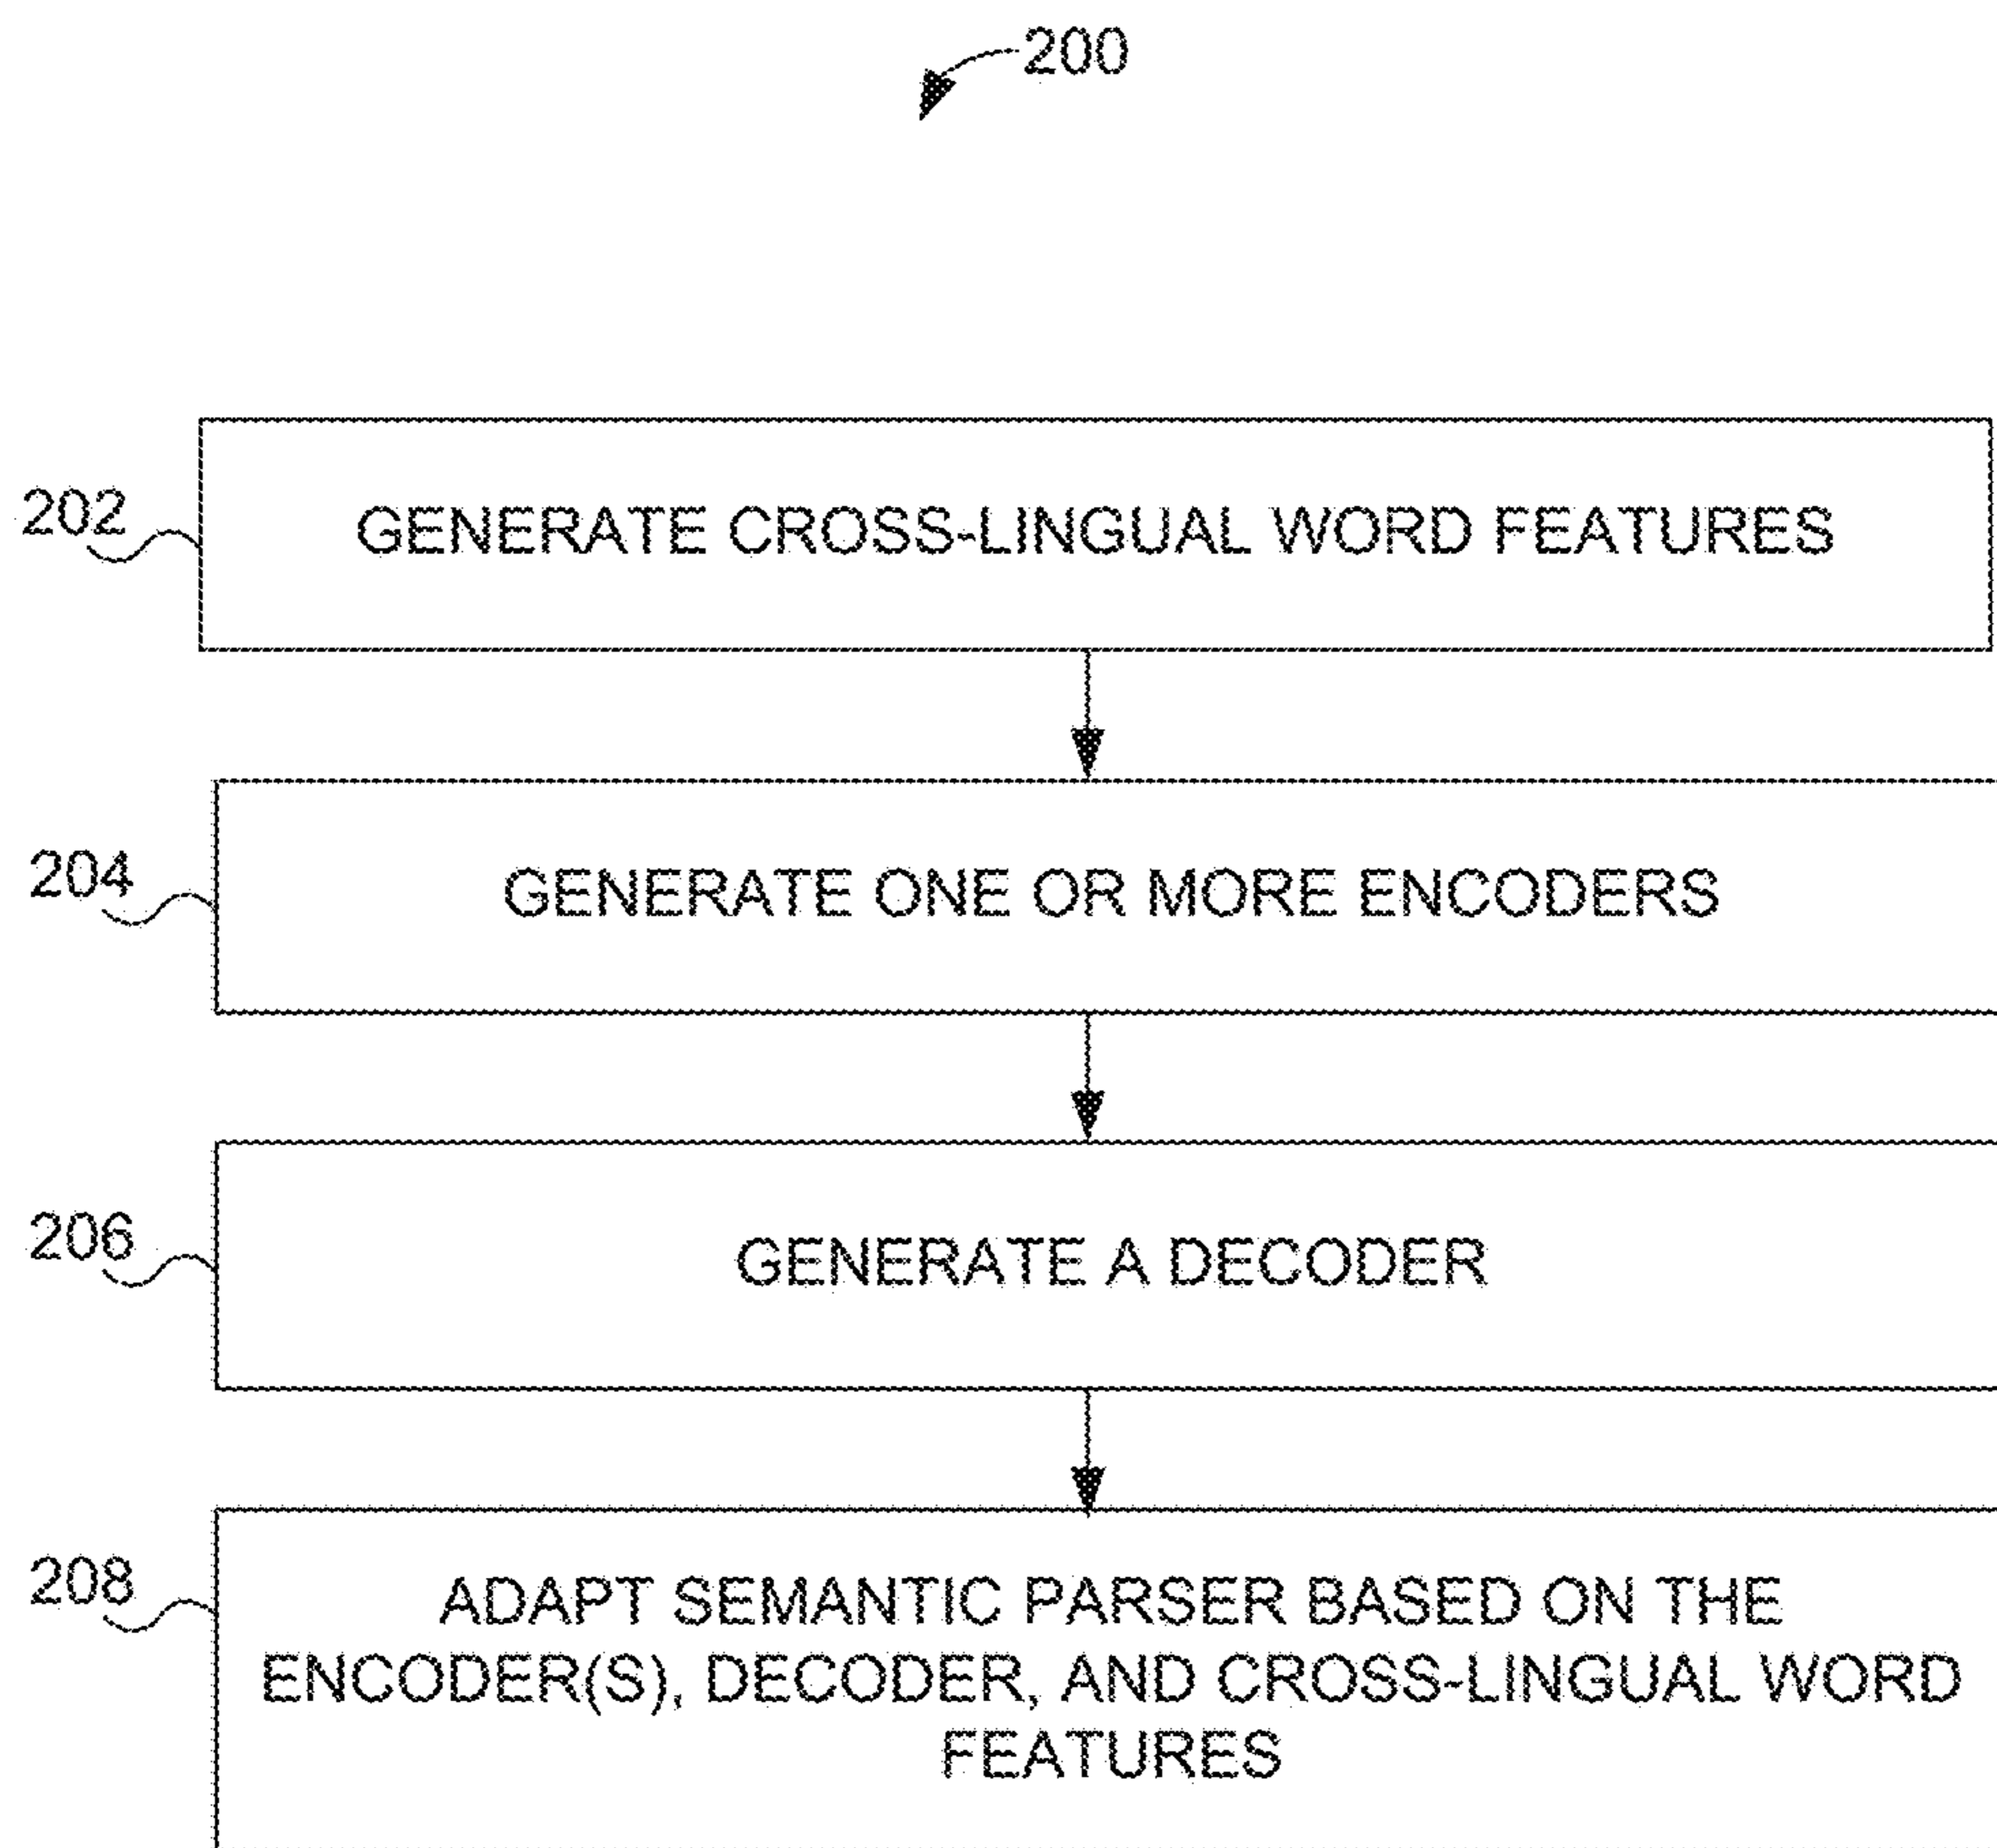 200
202
GENERATE CROSS-LINGUAL WORD FEATURES
204
GENERATE ONE OR MORE ENCODERS
206
GENERATE A DECODER
208
ADAPT SEMANTIC PARSER BASED ON THE
ENCODER(S), DECODER, AND CROSS-LINGUAL WORD
FEATURES